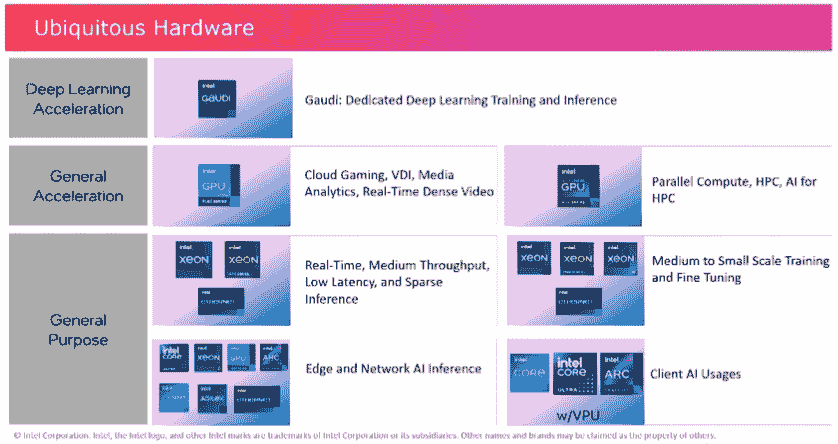 Ubiquitous Hardware
Deep Learning
Acceleration
intel
GAUDI
Gaudi: Dedicated Deep Learning Training and Inference
General
Acceleration
intel
GPU
Cloud Gaming, VDI, Media
Analytics, Real-Time Dense Video
intel
GPU
Parallel Compute, HPC, AI for
HPC
General
Purpose
intel
xeon
intel
xeon
Real-Time, Medium Throughput,
Low Latency, and Sparse
Inference
intel
xeon
intel
xeon
intel
xeon
Medium to Small Scale Training
and Fine Tuning
intel
core
xeon
GPU
ARC
Edge and Network AI Inference
core
intel
core
ULTRA
intel
ARC
w/VPU
Client AI Usages
© Intel Corporation. Intel, the Intel logo, and other Intel marks are trademarks of Intel Corporation or its subsidiaries. Other names and brands may be claimed as the property of others.